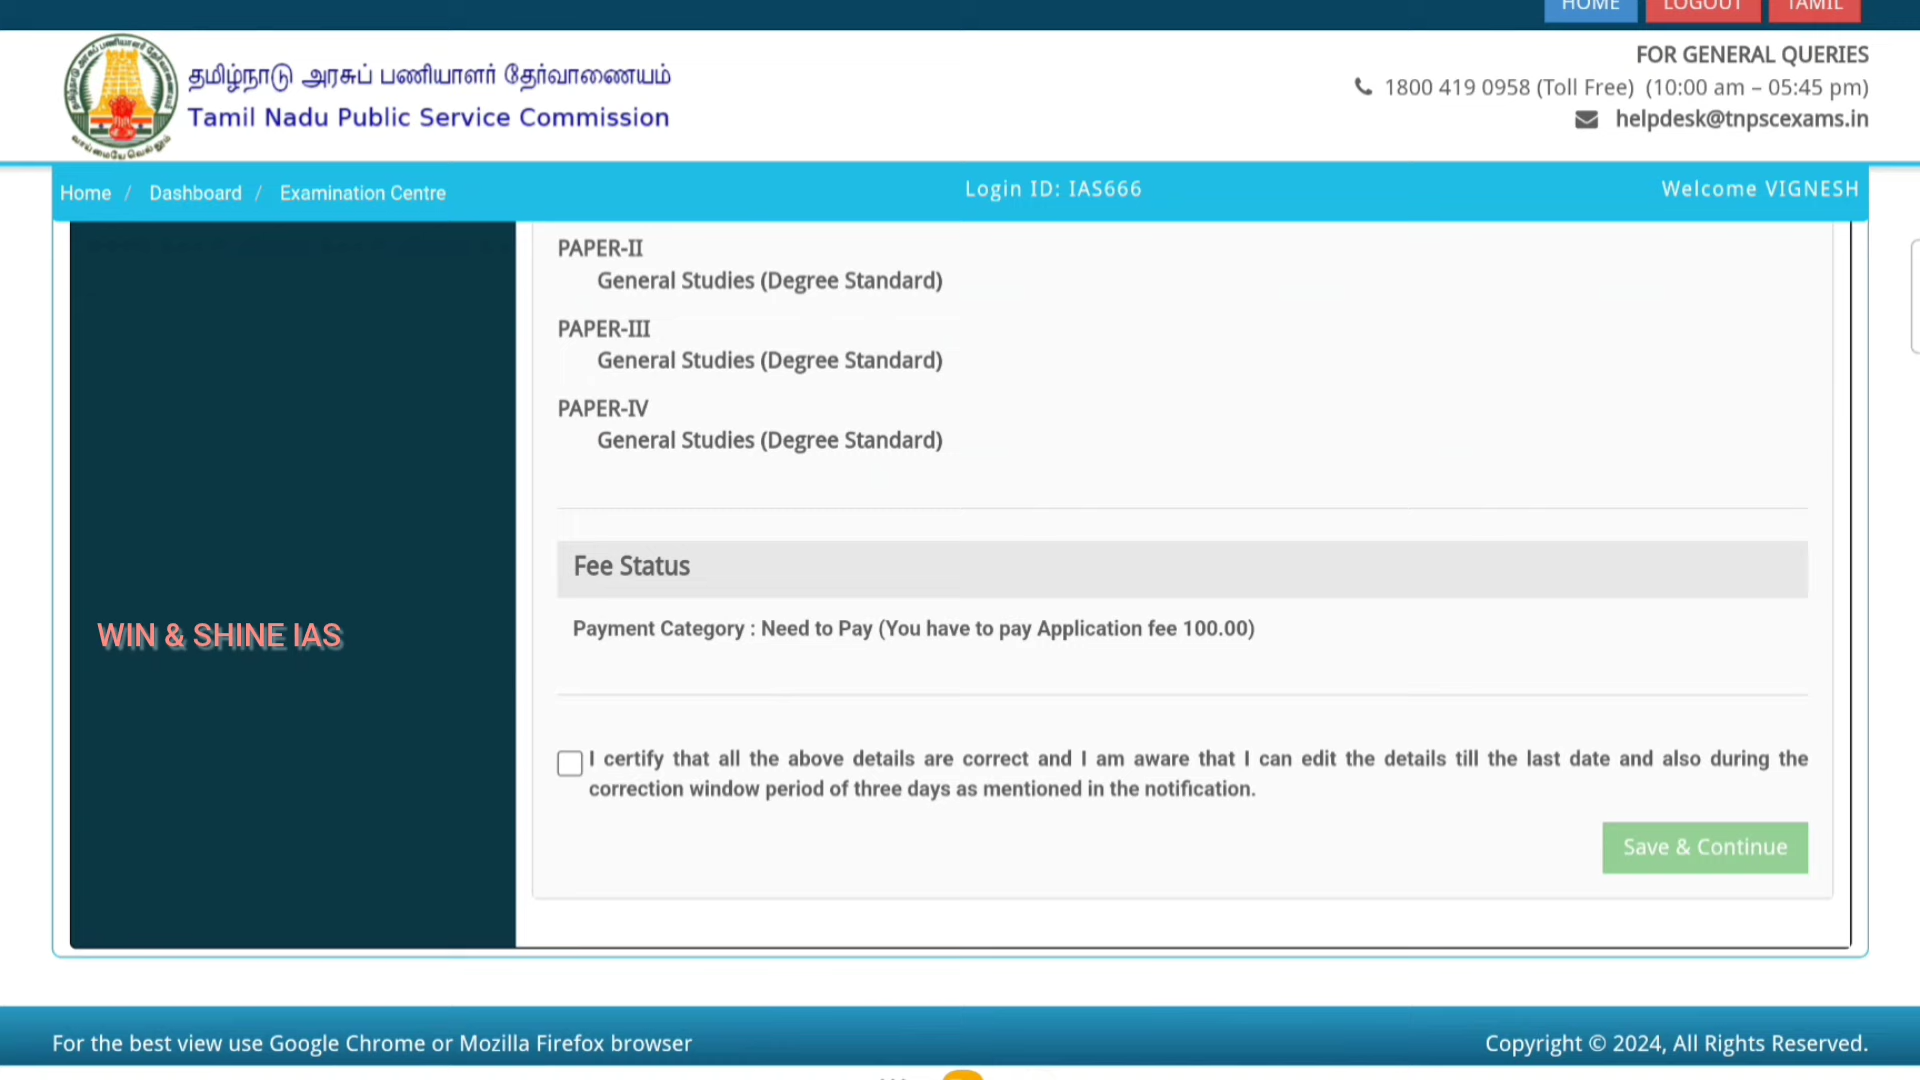 HOME LOGOUT TAMIL
தமிழ்நாடு அரசுப் பணியாளர் தேர்வாணையம்
Tamil Nadu Public Service Commission
FOR GENERAL QUERIES
1800 419 0958 (Toll Free) (10:00 am – 05:45 pm)
helpdesk@tnpscexams.in
Home / Dashboard / Examination Centre
Login ID: IAS666
Welcome VIGNESH
PAPER-II
General Studies (Degree Standard)
PAPER-III
General Studies (Degree Standard)
PAPER-IV
General Studies (Degree Standard)
Fee Status
Payment Category : Need to Pay (You have to pay Application fee 100.00)
WIN & SHINE IAS
I certify that all the above details are correct and I am aware that I can edit the details till the last date and also during the
correction window period of three days as mentioned in the notification.
Save & Continue
For the best view use Google Chrome or Mozilla Firefox browser
Copyright © 2024, All Rights Reserved.